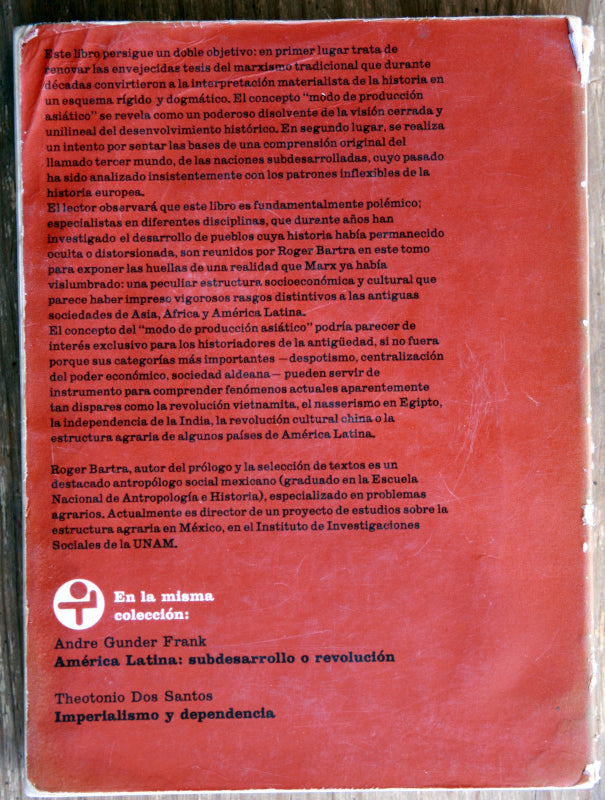 Este libro persigue un doble objetivo: en primer lugar trata de
renovar las envejecidas tesis del marxismo tradicional que durante
décadas convirtieron a la interpretación materialista de la historia en
un esquema rígido y dogmático. El concepto "modo de producción
asiático" se revela como un poderoso disolvente de la visión cerrada y
unilineal del desenvolvimiento histórico. En segundo lugar, se realiza
un intento por sentar las bases de una comprensión original del
llamado tercer mundo, de las naciones subdesarrolladas, cuyo pasado
ha sido analizado insistentemente con los patrones inflexibles de la
historia europea.
El lector observará que este libro es fundamentalmente polémico;
especialistas en diferentes disciplinas, que durante años han
investigado el desarrollo de pueblos cuya historia había permanecido
oculta o distorsionada, son reunidos por Roger Bartra en este tomo
para exponer las huellas de una realidad que Marx ya había
vislumbrado: una peculiar estructura socioeconómica y cultural que
parece haber impreso vigorosos rasgos distintivos a las antiguas
sociedades de Asia, Africa y América Latina.
El concepto del "modo de producción asiático" podría parecer de
interés exclusivo para los historiadores de la antigüedad, si no fuera
porque sus categorías más importantes —despotismo, centralización
del poder económico, sociedad aldeana— pueden servir de
instrumento para comprender fenómenos actuales aparentemente
tan dispares como la revolución vietnamita, el nasserismo en Egipto,
la independencia de la India, la revolución cultural china o la
estructura agraria de algunos países de América Latina.
Roger Bartra, autor del prólogo y la selección de textos es un
destacado antropólogo social mexicano (graduado en la Escuela
Nacional de Antropología e Historia), especializado en problemas
agrarios. Actualmente es director de un proyecto de estudios sobre la
estructura agraria en México, en el Instituto de Investigaciones
Sociales de la UNAM.
En la misma
colección:
Andre Gunder Frank
América Latina: subdesarrollo o revolución
Theotonio Dos Santos
Imperialismo y dependencia